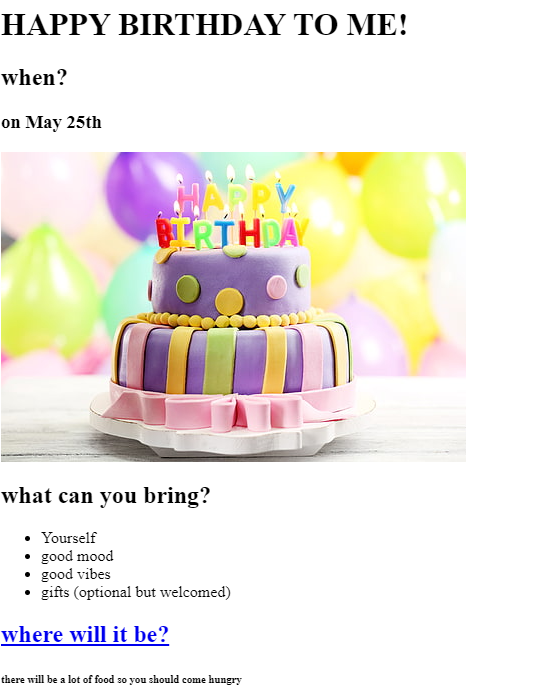 HAPPY BIRTHDAY TO ME!
when?
on May 25th
HAPPY
BIRTHDAY
what can you bring?
Yourself
good mood
good vibes
gifts (optional but welcomed)
where will it be?
there will be a lot of food so you should come hungry